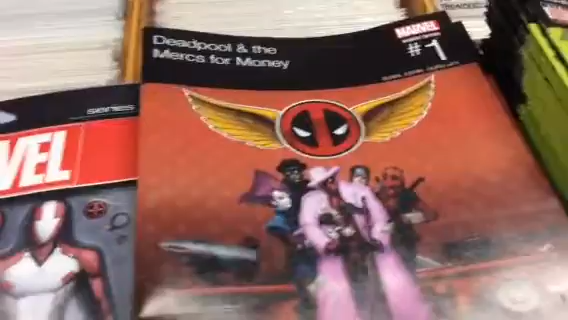 Deadpool & the
Mercs for Money
MARVEL
#1
series
VEL